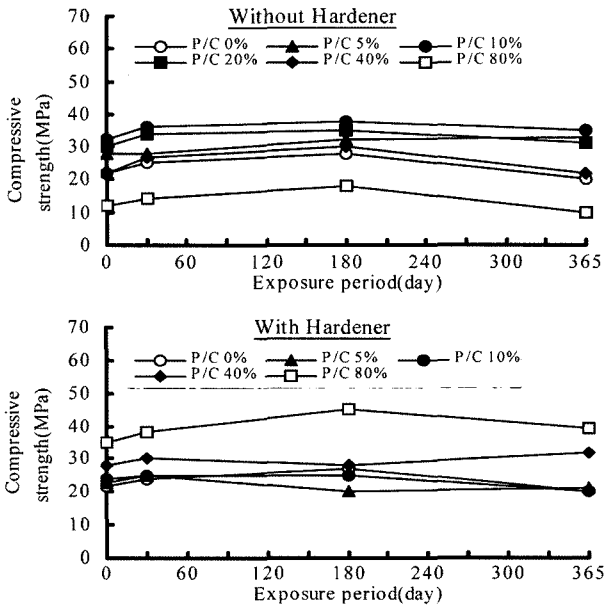 Without Hardener
P/C 0% P/C 5% P/C 10%
P/C 20% P/C 40% P/C 80%
Compressive
strength(MPa)
70
60
50
40
30
20
10
0
0 60 120 180 240 300 365
Exposure period(day)
With Hardener
P/C 0% P/C 5% P/C 10%
P/C 40% P/C 80%
Compressive
strength(MPa)
70
60
50
40
30
20
10
0
0 60 120 180 240 300 365
Exposure period(day)